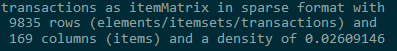 transactions as itemMatrix in sparse format with
9835 rows (elements/itemsets/transactions) and
169 columns (items) and a density of 0.02609146